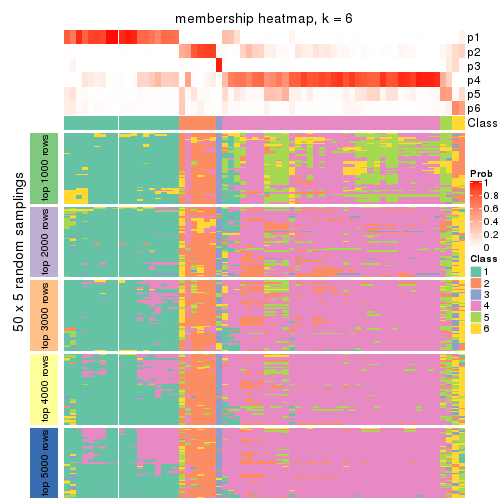 membership heatmap, k = 6
p1
p2
p3
p4
p5
p6
Class
50 x 5 random samplings
top 1000 rows
top 2000 rows
top 3000 rows
top 4000 rows
top 5000 rows
Prob
1
0.8
0.6
0.4
0.2
0
Class
1
2
3
4
5
6